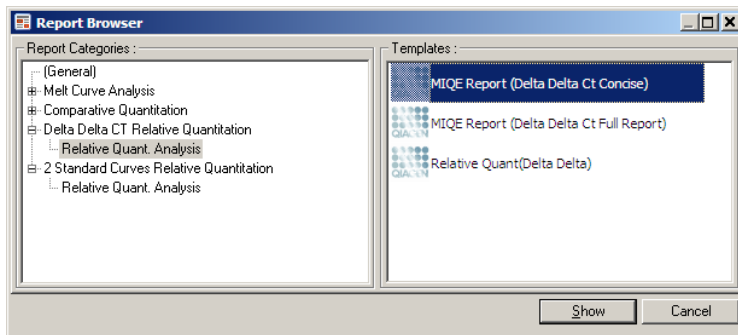 Report Browser
Report Categories :
(General)
Melt Curve Analysis
Comparative Quantitation
Delta Delta CT Relative Quantitation
Relative Quant. Analysis
2 Standard Curves Relative Quantitation
Relative Quant. Analysis
Templates :
MIQE Report (Delta Delta Ct Concise)
MIQE Report (Delta Delta Ct Full Report)
QIAGEN
Relative Quant(Delta Delta)
QIAGEN
Show
Cancel